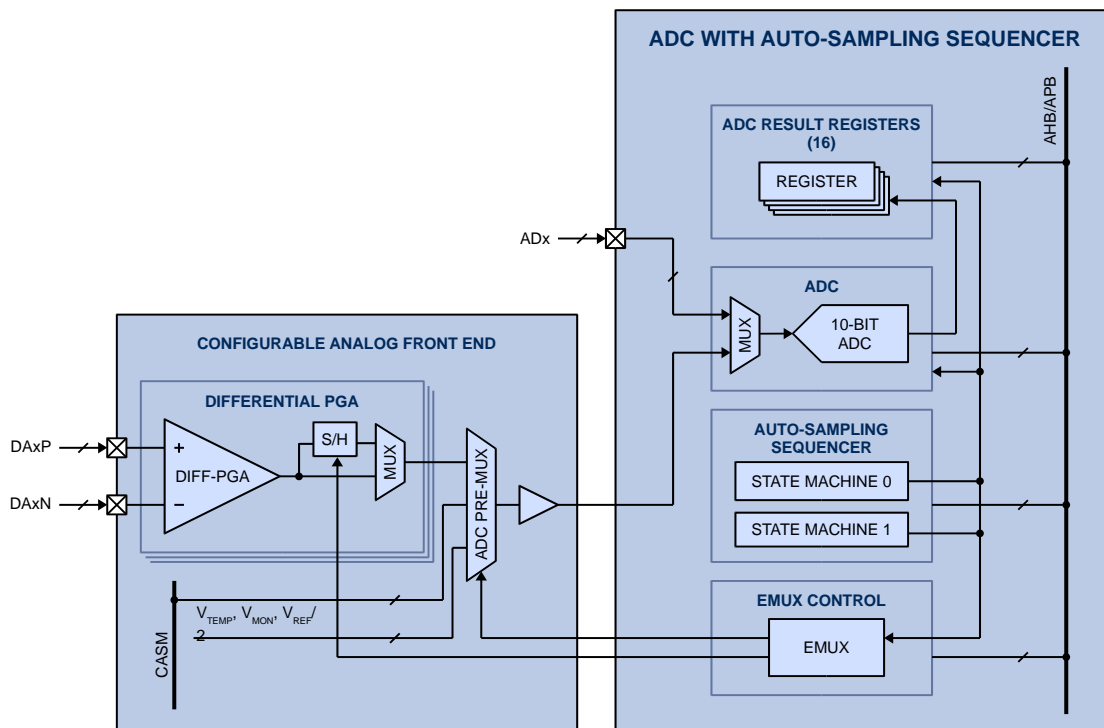 ADC WITH AUTO-SAMPLING SEQUENCER
AHB/APB
ADC RESULT REGISTERS
(16)
REGISTER
ADx
ADC
MUX
10-BIT
ADC
CONFIGURABLE ANALOG FRONT END
DIFFERENTIAL PGA
DAxP
+
S/H
DIFF-PGA
MUX
DAxN
−
ADC PRE-MUX
AUTO-SAMPLING
SEQUENCER
STATE MACHINE 0
STATE MACHINE 1
CASM
VTEMP, VMON, VREF/
2
EMUX CONTROL
EMUX